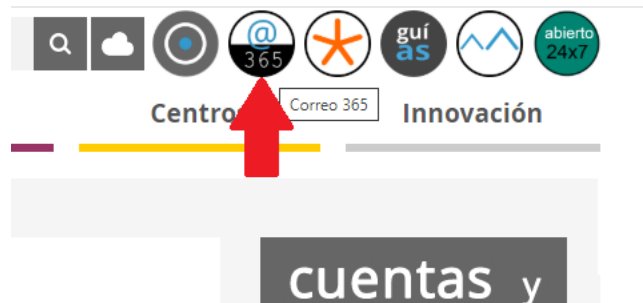 @
365
guí
as
abierto
24x7
Centro
Correo 365
Innovación
cuentas y